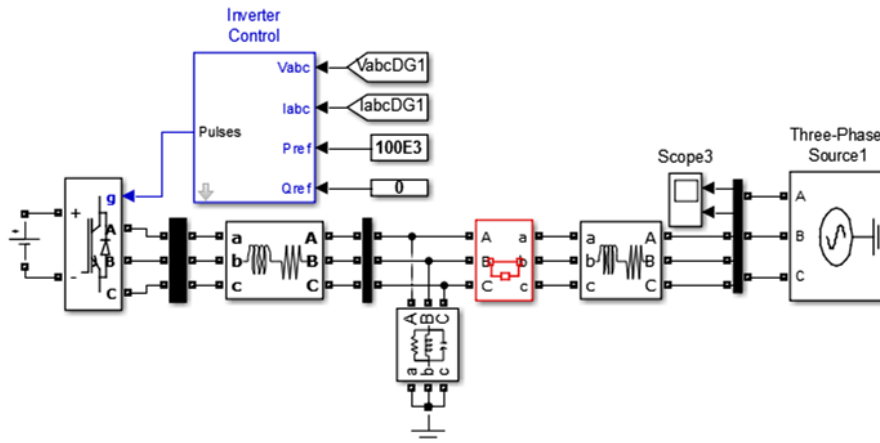 Inverter
Control
Vabc
VabcDG1
Iabc
IabcDG1
Pulses
Pref
100E3
Qref
0
Scope3
Three-Phase
Source1
g
+
-
A
B
C
a
b
c
A
B
C
A
B
C
a
b
c
a
b
c
A
B
C
A
B
C
A B C
a b c